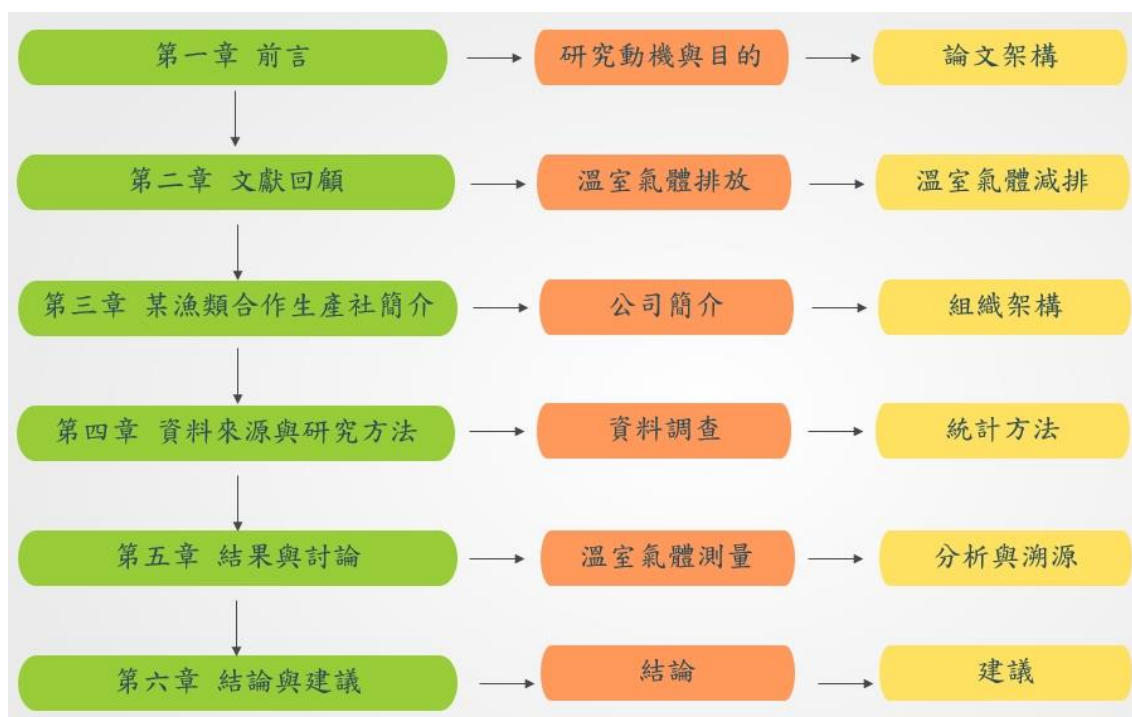 第一章 前言
研究動機與目的
論文架構
第二章 文獻回顧
溫室氣體排放
溫室氣體減排
第三章 某漁類合作生產社簡介
公司簡介
組織架構
第四章 資料來源與研究方法
資料調查
統計方法
第五章 結果與討論
溫室氣體測量
分析與溯源
第六章 結論與建議
結論
建議